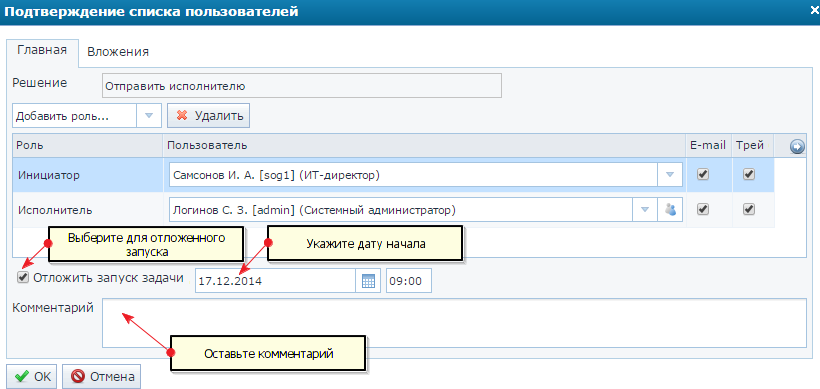 Подтверждение списка пользователей
Главная Вложения
Решение Отправить исполнителю
Добавить роль... Удалить
Роль Пользователь E-mail Трей
Инициатор Самсонов И. А. [sog1] (ИТ-директор)
Исполнитель Логинов С. З. [admin] (Системный администратор)
Выберите для отложенного
запуска
Укажите дату начала
Отложить запуск задачи 17.12.2014 09:00
Комментарий
Оставьте комментарий
OK Отмена